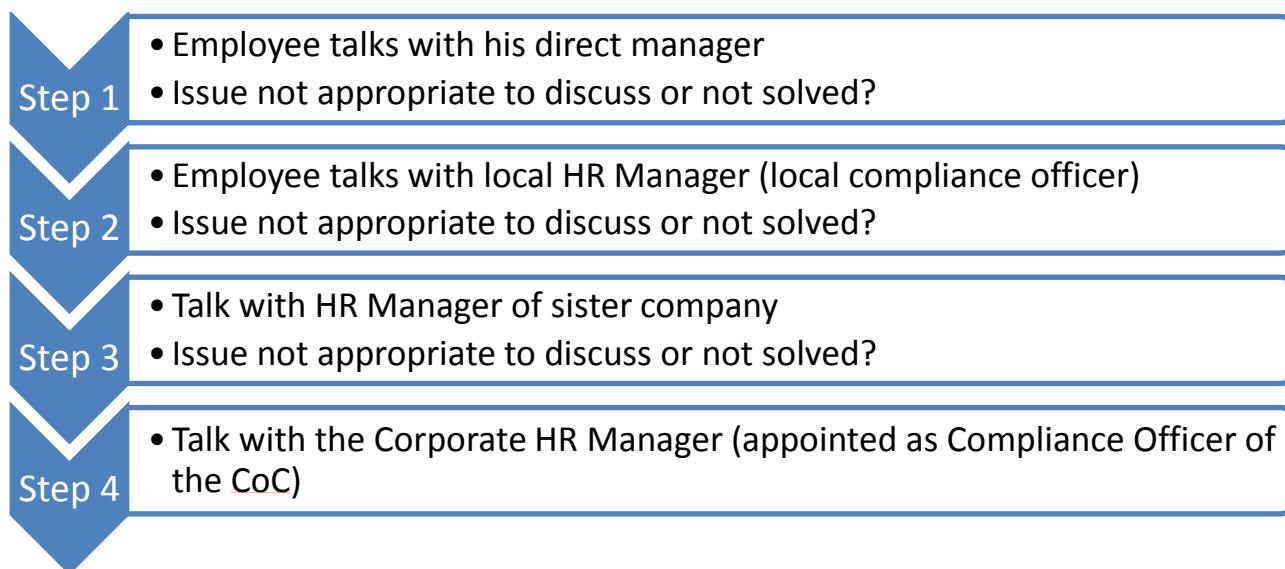 Step 1
• Employee talks with his direct manager
• Issue not appropriate to discuss or not solved?
Step 2
• Employee talks with local HR Manager (local compliance officer)
• Issue not appropriate to discuss or not solved?
Step 3
• Talk with HR Manager of sister company
• Issue not appropriate to discuss or not solved?
Step 4
• Talk with the Corporate HR Manager (appointed as Compliance Officer of
the CoC)